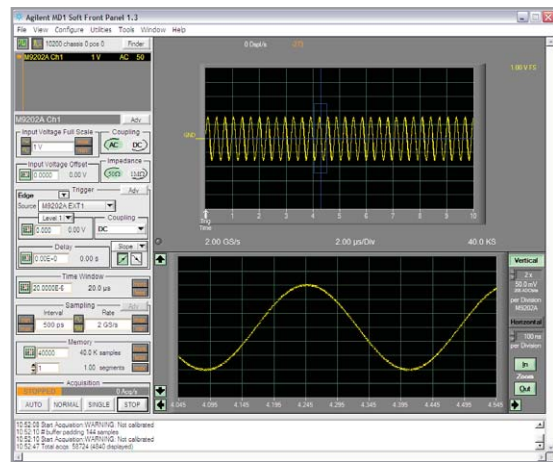 Agilent MD1 Soft Front Panel 1.3
File View Configure Utilities Tools Window Help
10200 chassis 0 pos 0 Finder
M9202A Ch1 1 V AC 50
M9202A Ch1 Adv
Input Voltage Full Scale Coupling
1 V AC DC
Input Voltage Offset Impedance
0.0000 0.00 V 50Ω 1MΩ
Trigger Adv
Edge
Source M9202A EXT1
Level 1 Coupling
0.000 0.00 V DC
Delay Slope
0.00E+0 0.00 s
Time Window
20.0000E-6 20.0 µs
Sampling Adv
Interval Rate
500 ps 2 GS/s
Memory
40000 40.0 K samples
1 1.00 segments
Acquisition
STOPPED 0 Acq/s
AUTO NORMAL SINGLE STOP
1.00 V FS
GND
0 1 2 3 4 5 6 7 8 9 10
Trig
Time
2.00 GS/s 2.00 µs/Div 40.0 KS
Vertical
2 x
50.0 mV
per Division
M9202A
Horizontal
100 ns
per Division
In
Zoom
Out
4.045 4.095 4.145 4.195 4.245 4.295 4.345 4.395 4.445 4.495 4.545
10:52:08 Start Acquisition WARNING: Not calibrated
10:52:10 # buffer padding 144 samples
10:52:10 Start Acquisition WARNING: Not calibrated
10:52:47 Total acqs: 58724 (4840 displayed)